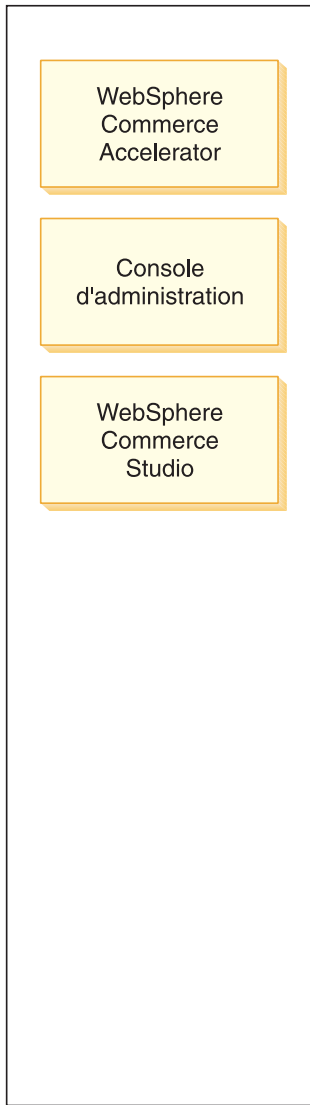 WebSphere
Commerce
Accelerator
Console
d'administration
WebSphere
Commerce
Studio